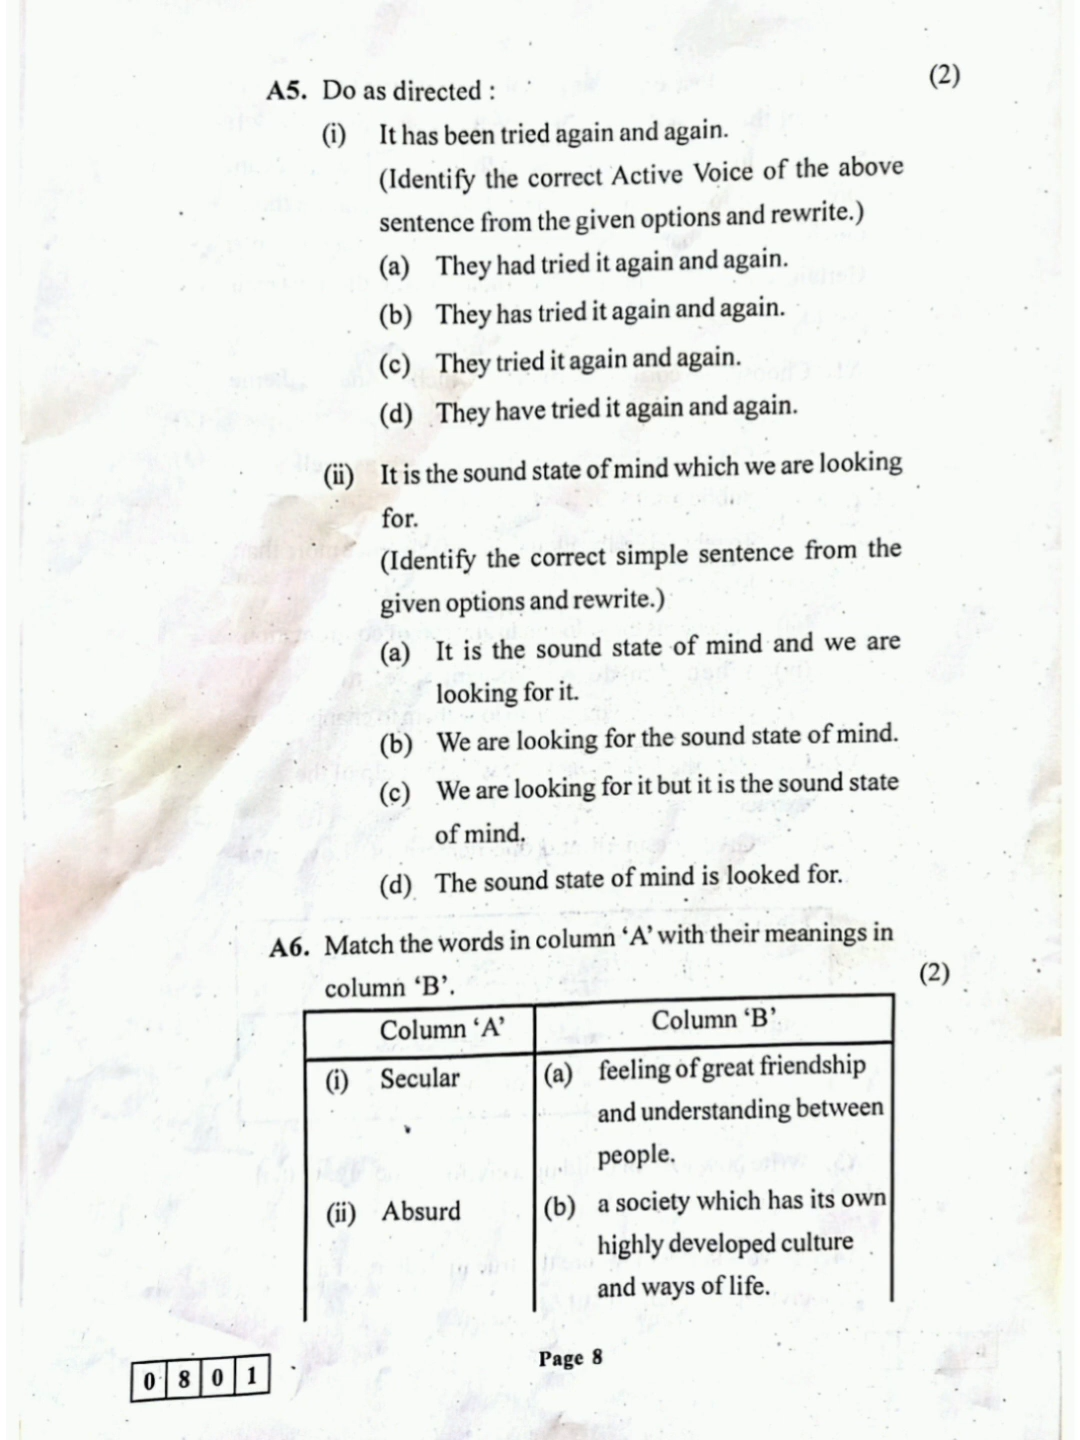 (2)
A5. Do as directed :
(i) It has been tried again and again.
(Identify the correct Active Voice of the above
sentence from the given options and rewrite.)
(a) They had tried it again and again.
(b) They has tried it again and again.
(c) They tried it again and again.
(d) They have tried it again and again.
(ii) It is the sound state of mind which we are looking
for.
(Identify the correct simple sentence from the
given options and rewrite.)
(a) It is the sound state of mind and we are
looking for it.
(b) We are looking for the sound state of mind.
(c) We are looking for it but it is the sound state
of mind.
(d) The sound state of mind is looked for.
A6. Match the words in column ‘A’ with their meanings in
column ‘B’.
(2)
Column ‘A’ Column ‘B’
(i) Secular (a) feeling of great friendship
and understanding between
people.
(ii) Absurd (b) a society which has its own
highly developed culture
and ways of life.
Page 8
0 8 0 1